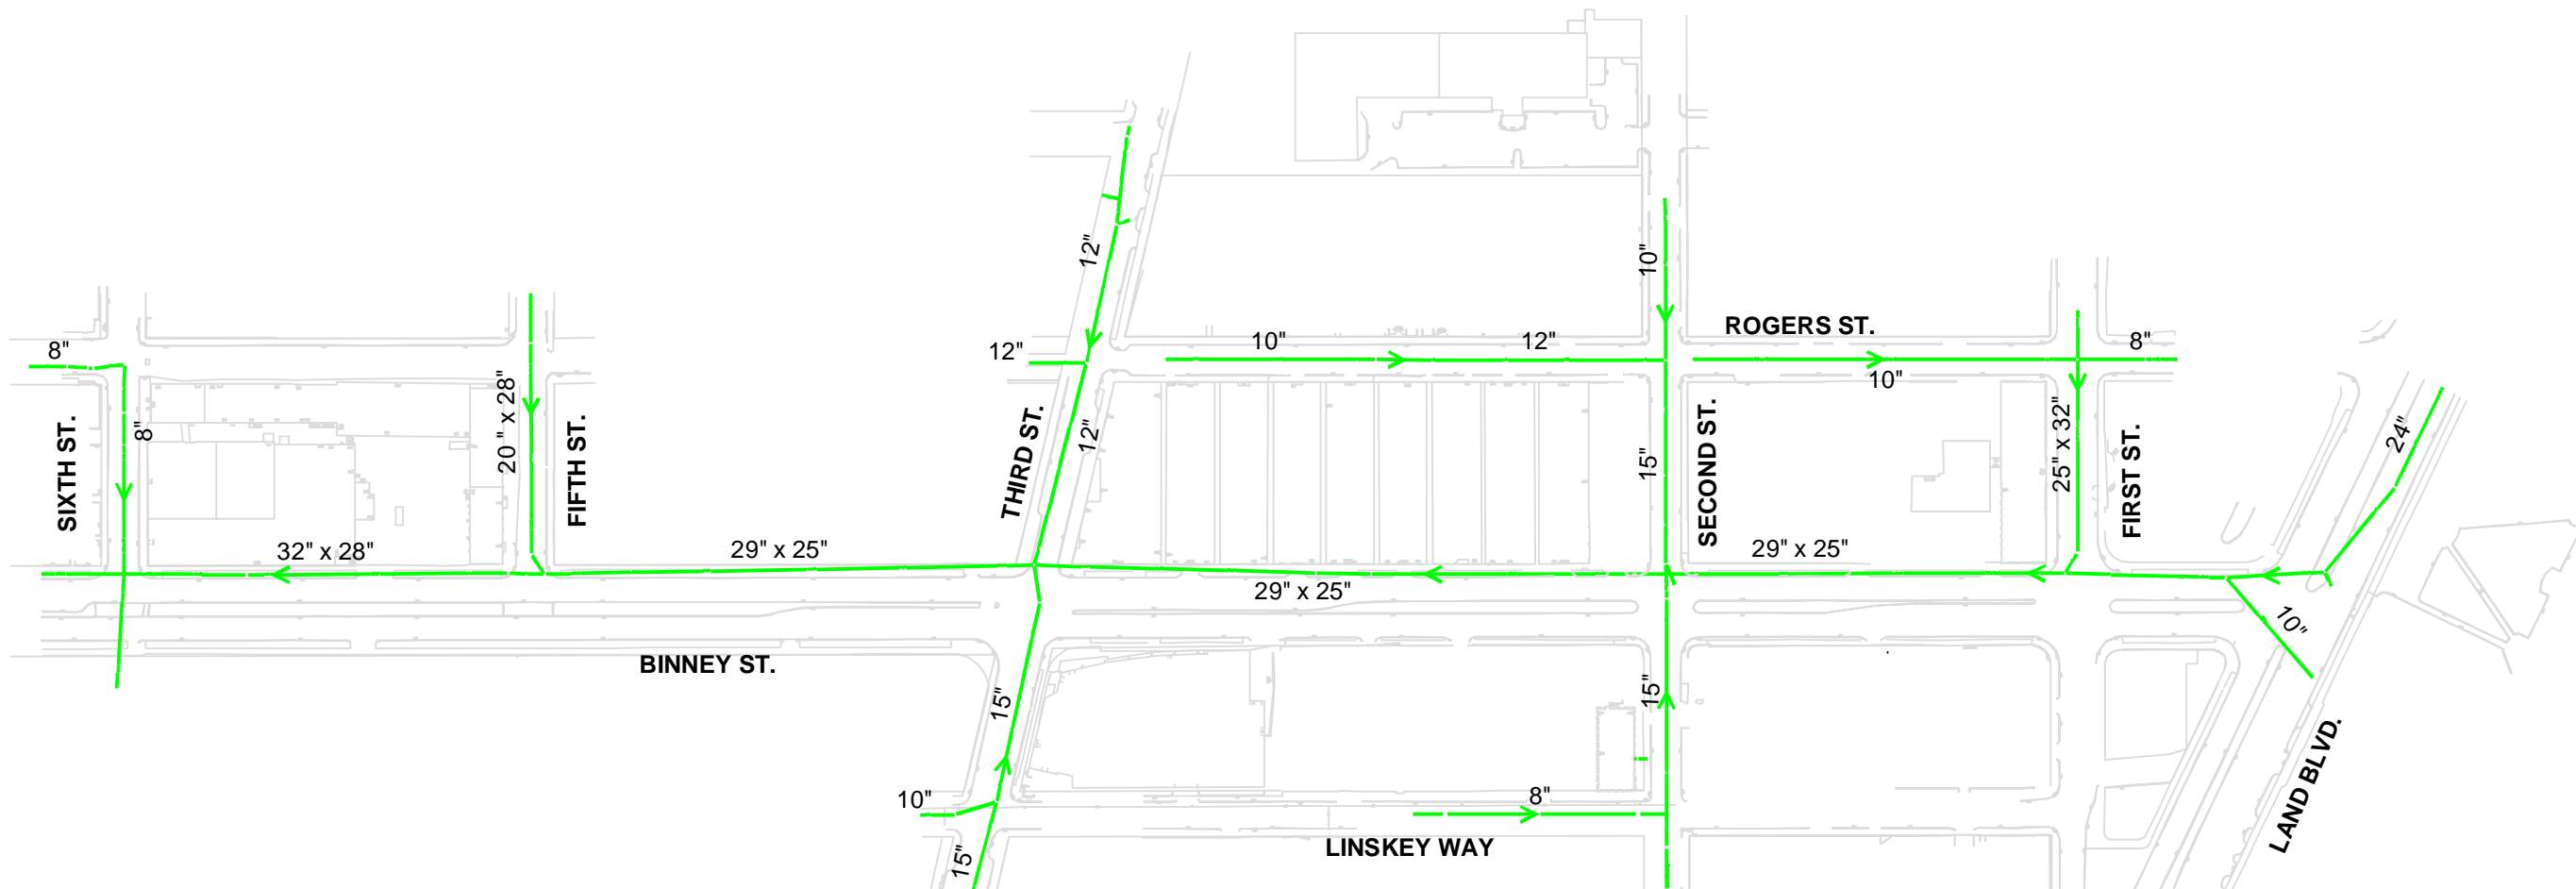 12"
10"
ROGERS ST.
12"
10"
12"
8"
8"
10"
20 " x 28"
25" x 32"
24"
8"
12"
15"
SIXTH ST.
FIFTH ST.
THIRD ST.
SECOND ST.
FIRST ST.
32" x 28"
29" x 25"
29" x 25"
29" x 25"
10"
BINNEY ST.
15"
15"
LAND BLVD.
10"
8"
LINSKEY WAY
15"